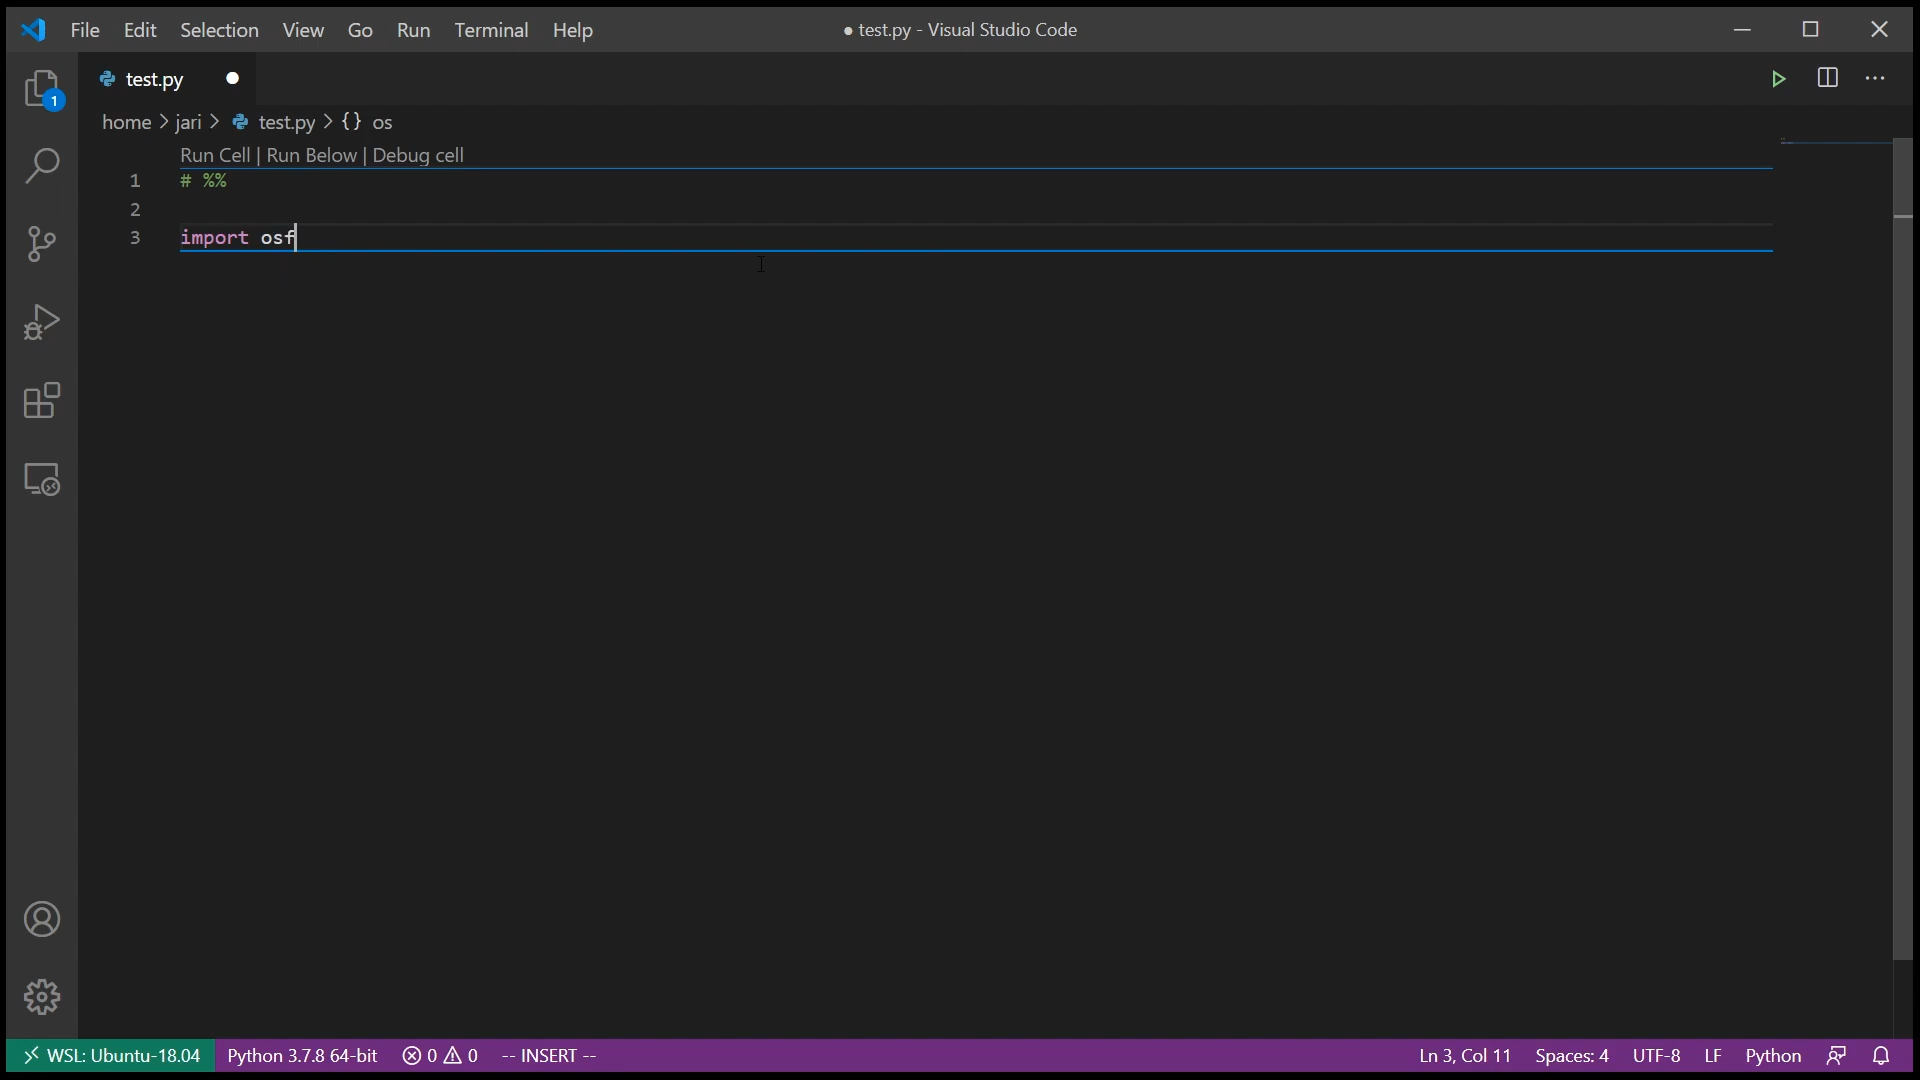 File Edit Selection View Go Run Terminal Help
● test.py - Visual Studio Code
1
test.py
home > jari > test.py > {} os
Run Cell | Run Below | Debug cell
1 # %%
2
3 import osf
WSL: Ubuntu-18.04 Python 3.7.8 64-bit 0 0 -- INSERT -- Ln 3, Col 11 Spaces: 4 UTF-8 LF Python